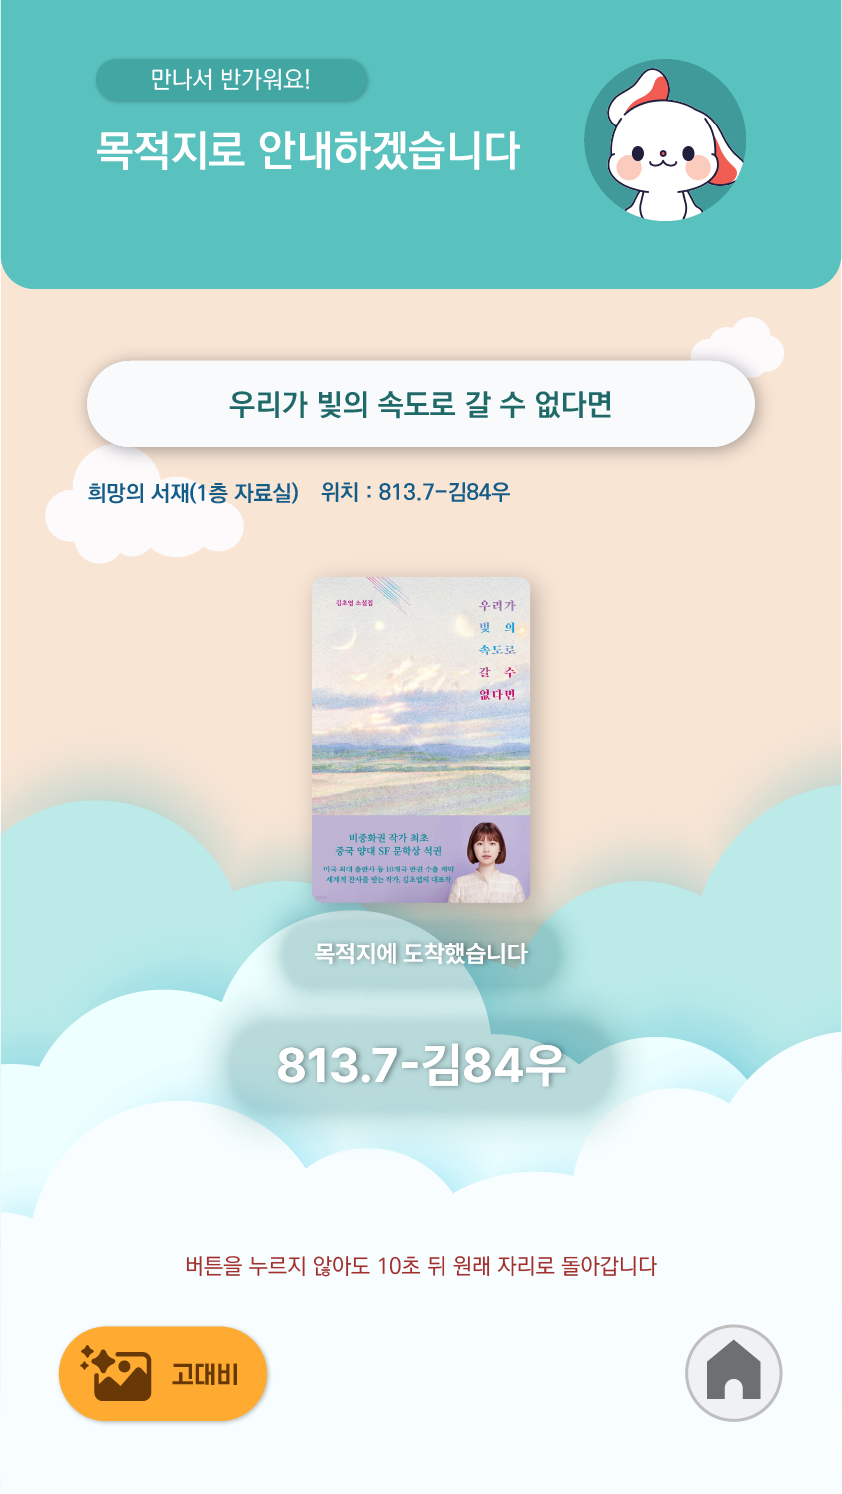 만나서 반가워요!
목적지로 안내하겠습니다
우리가 빛의 속도로 갈 수 없다면
희망의 서재(1층 자료실) 위치 : 813.7-김84우
김초엽 소설집
우리가
빛 의
속도로
갈 수
없다면
비중화권 작가 최초
중국 양대 SF 문학상 석권
미국 최대 출판사 등 10개국 판권 수출 계약
세계적 찬사를 받는 작가, 김초엽의 대표작
목적지에 도착했습니다
813.7-김84우
버튼을 누르지 않아도 10초 뒤 원래 자리로 돌아갑니다
고대비